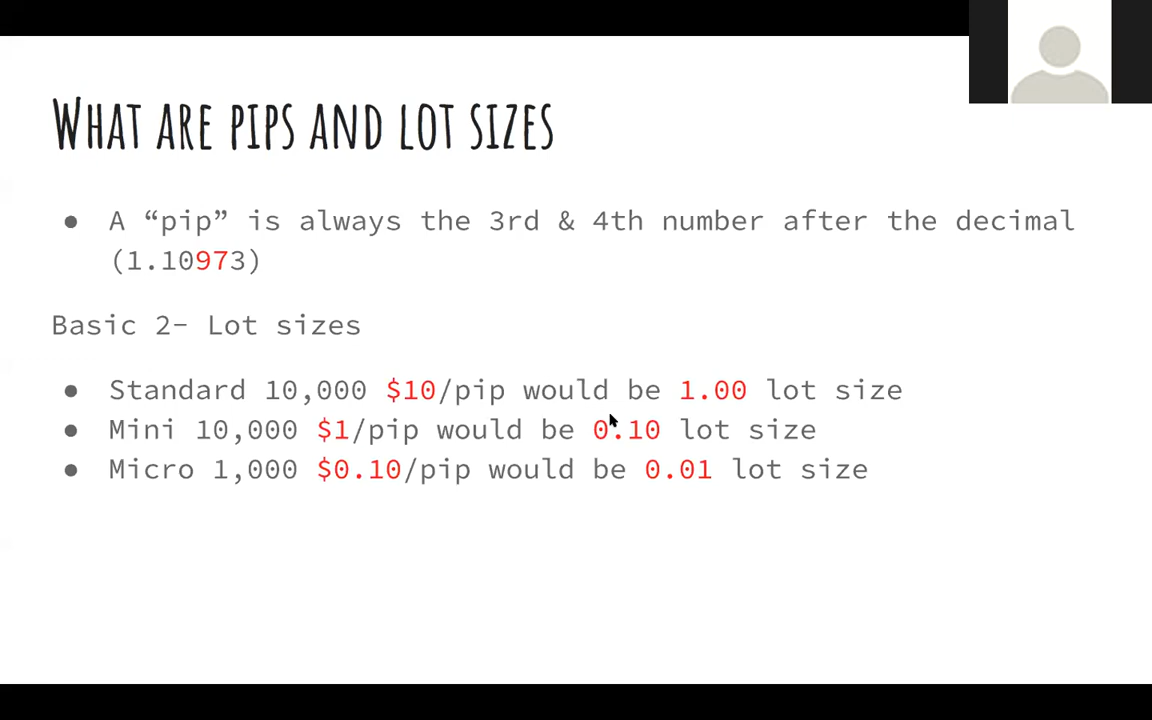 WHAT ARE PIPS AND LOT SIZES
● A “pip” is always the 3rd & 4th number after the decimal
(1.10973)
Basic 2- Lot sizes
● Standard 10,000 $10/pip would be 1.00 lot size
● Mini 10,000 $1/pip would be 0.10 lot size
● Micro 1,000 $0.10/pip would be 0.01 lot size